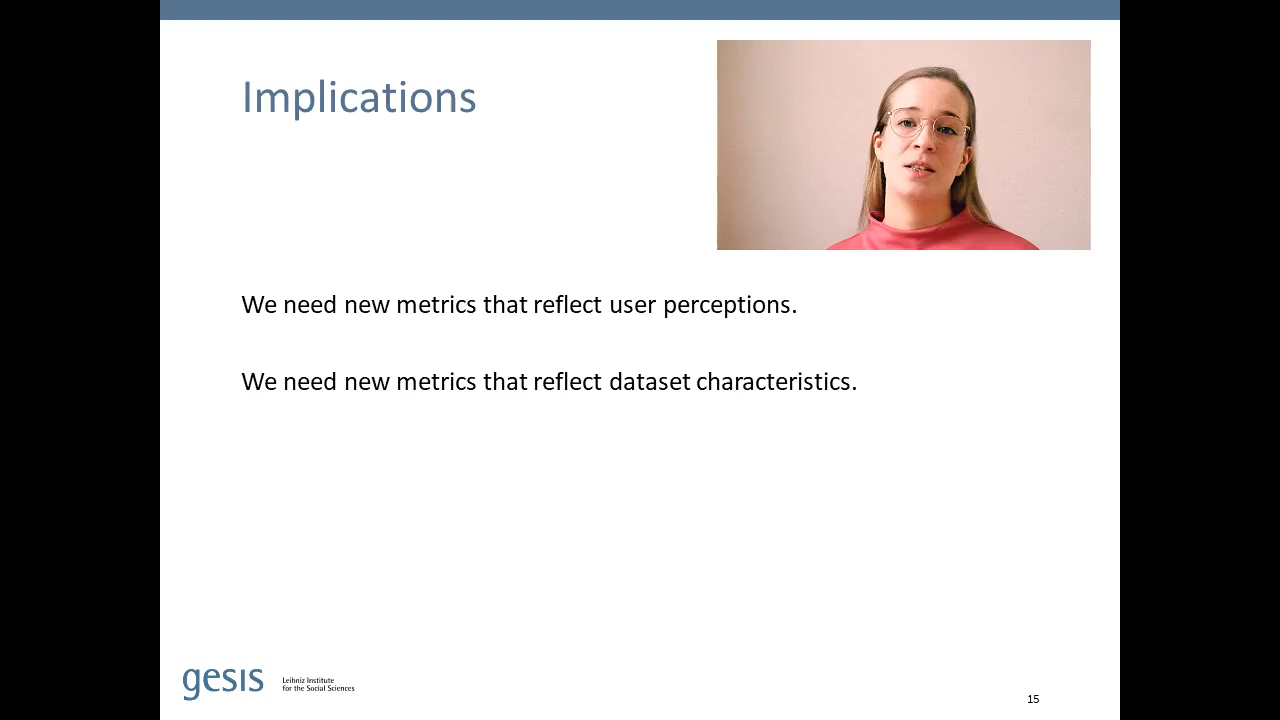 Implications
We need new metrics that reflect user perceptions.
We need new metrics that reflect dataset characteristics.
gesis
Leibniz Institute
for the Social Sciences
15